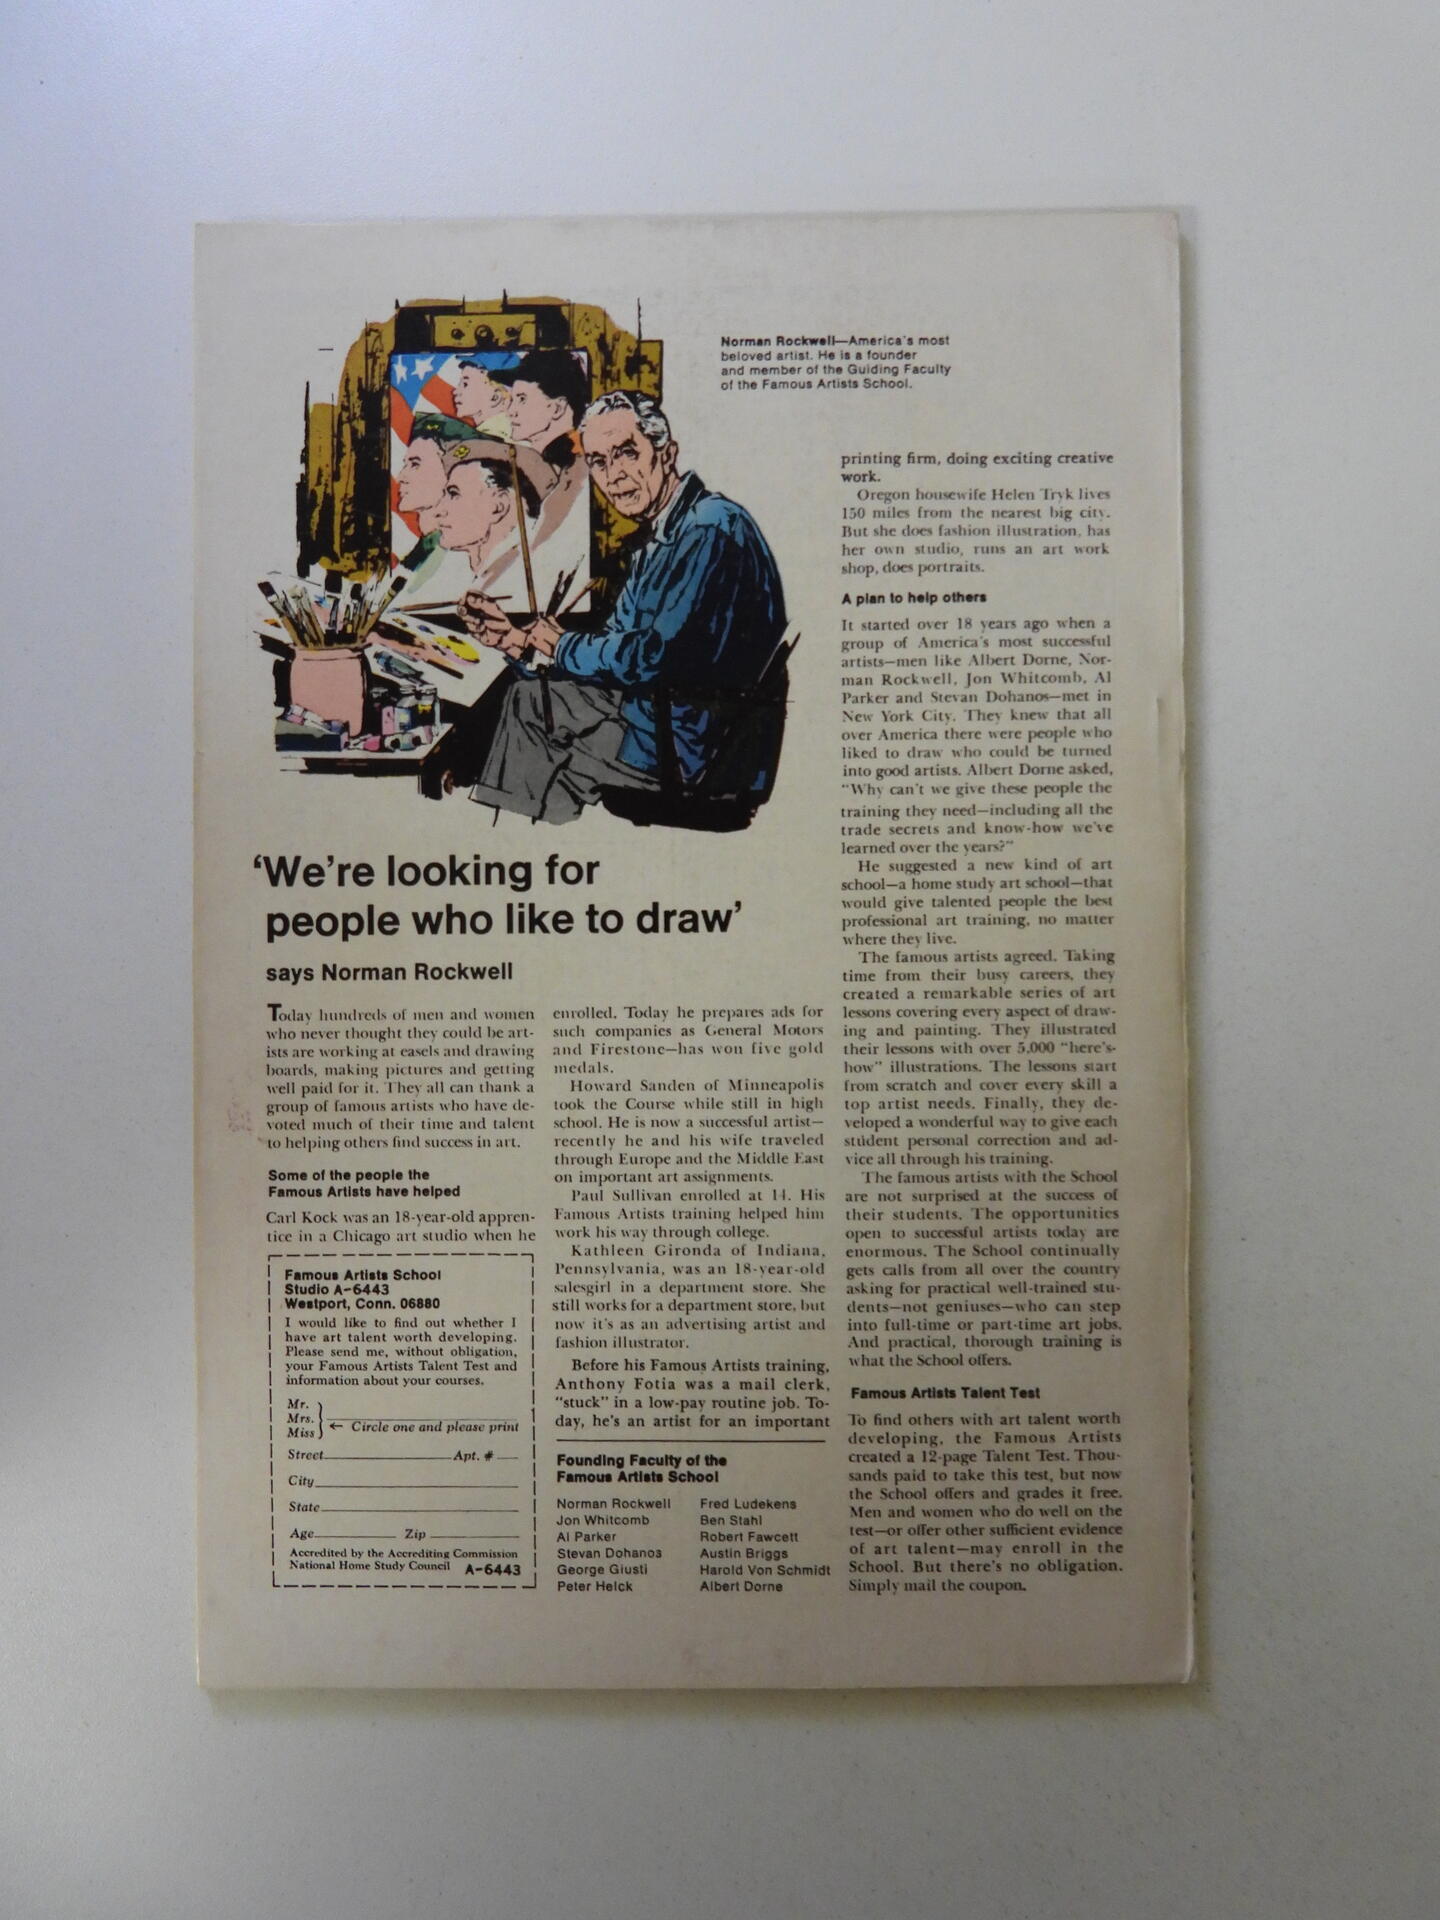 Norman Rockwell—America's most
beloved artist. He is a founder
and member of the Guiding Faculty
of the Famous Artists School.
‘We’re looking for
people who like to draw’
says Norman Rockwell
Today hundreds of men and women
who never thought they could be art-
ists are working at easels and drawing
boards, making pictures and getting
well paid for it. They all can thank a
group of famous artists who have de-
voted much of their time and talent
to helping others find success in art.
Some of the people the
Famous Artists have helped
Carl Kock was an 18-year-old appren-
tice in a Chicago art studio when he
enrolled. Today he prepares ads for
such companies as General Motors
and Firestone—has won five gold
medals.
Howard Sanden of Minneapolis
took the Course while still in high
school. He is now a successful artist—
recently he and his wife traveled
through Europe and the Middle East
on important art assignments.
Paul Sullivan enrolled at 14. His
Famous Artists training helped him
work his way through college.
Kathleen Gironda of Indiana,
Pennsylvania, was an 18-year-old
salesgirl in a department store. She
still works for a department store, but
now it's as an advertising artist and
fashion illustrator.
Before his Famous Artists training,
Anthony Fotia was a mail clerk,
"stuck" in a low-pay routine job. To-
day, he's an artist for an important
printing firm, doing exciting creative
work.
Oregon housewife Helen Tryk lives
150 miles from the nearest big city.
But she does fashion illustration, has
her own studio, runs an art work
shop, does portraits.
A plan to help others
It started over 18 years ago when a
group of America's most successful
artists—men like Albert Dorne, Nor-
man Rockwell, Jon Whitcomb, Al
Parker and Stevan Dohanos—met in
New York City. They knew that all
over America there were people who
liked to draw who could be turned
into good artists. Albert Dorne asked,
"Why can't we give these people the
training they need—including all the
trade secrets and know-how we've
learned over the years?"
He suggested a new kind of art
school—a home study art school—that
would give talented people the best
professional art training, no matter
where they live.
The famous artists agreed. Taking
time from their busy careers, they
created a remarkable series of art
lessons covering every aspect of draw-
ing and painting. They illustrated
their lessons with over 5,000 "here's-
how" illustrations. The lessons start
from scratch and cover every skill a
top artist needs. Finally, they de-
veloped a wonderful way to give each
student personal correction and ad-
vice all through his training.
The famous artists with the School
are not surprised at the success of
their students. The opportunities
open to successful artists today are
enormous. The School continually
gets calls from all over the country
asking for practical well-trained stu-
dents—not geniuses—who can step
into full-time or part-time art jobs.
And practical, thorough training is
what the School offers.
Famous Artists Talent Test
To find others with art talent worth
developing, the Famous Artists
created a 12-page Talent Test. Thou-
sands paid to take this test, but now
the School offers and grades it free.
Men and women who do well on the
test—or offer other sufficient evidence
of art talent—may enroll in the
School. But there's no obligation.
Simply mail the coupon.
Famous Artists School
Studio A-6443
Westport, Conn. 06880
I would like to find out whether I
have art talent worth developing.
Please send me, without obligation,
your Famous Artists Talent Test and
information about your courses.
Mr.
Mrs.
Miss
← Circle one and please print
Street Apt. #
City
State
Age Zip
Accredited by the Accrediting Commission
National Home Study Council A-6443
Founding Faculty of the
Famous Artists School
Norman Rockwell
Jon Whitcomb
Al Parker
Stevan Dohanos
George Giusti
Peter Helck
Fred Ludekens
Ben Stahl
Robert Fawcett
Austin Briggs
Harold Von Schmidt
Albert Dorne